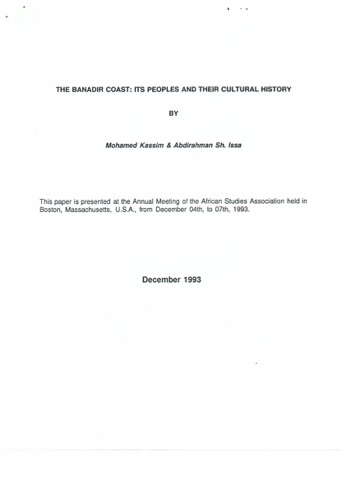 THE BANADIR COAST: ITS PEOPLES AND THEIR CULTURAL HISTORY
BY
Mohamed Kassim & Abdirahman Sh. Issa
This paper is presented at the Annual Meeting of the African Studies Association held in
Boston, Massachusetts, U.S.A., from December 04th, to 07th, 1993.
December 1993